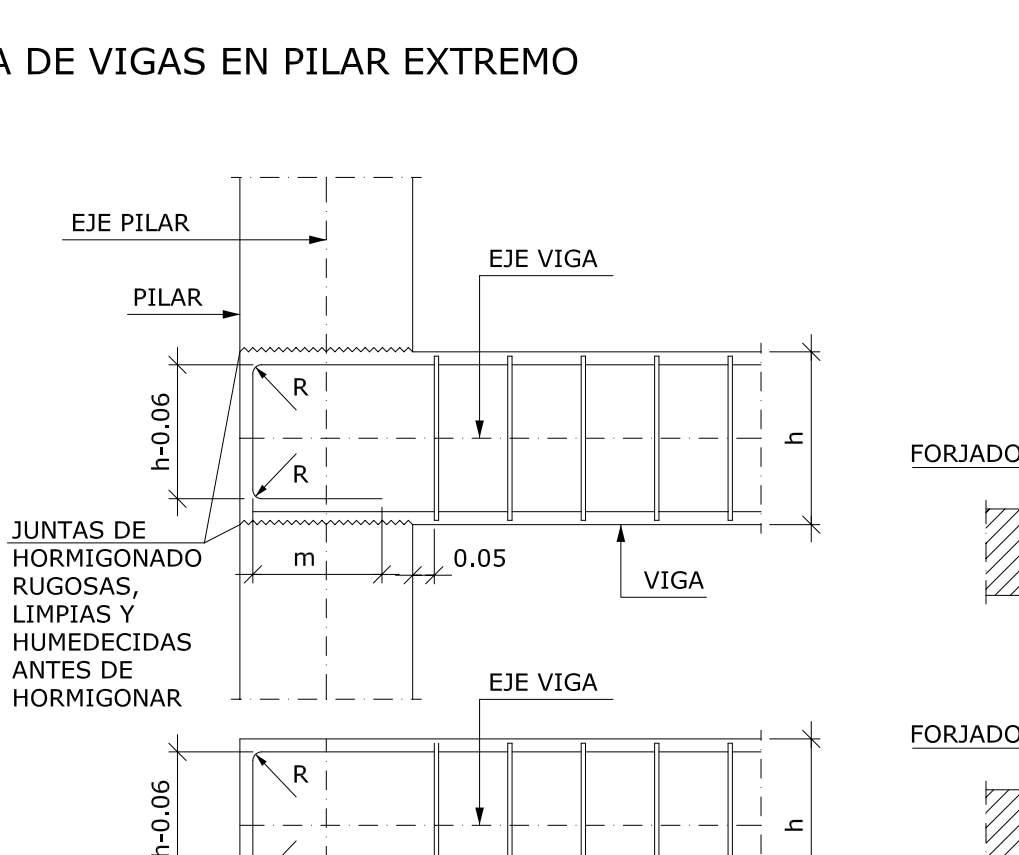 A DE VIGAS EN PILAR EXTREMO
EJE PILAR
EJE VIGA
PILAR
R
h-0.06
h
R
FORJADO
JUNTAS DE
HORMIGONADO
RUGOSAS,
LIMPIAS Y
HUMEDECIDAS
ANTES DE
HORMIGONAR
m
0.05
VIGA
EJE VIGA
FORJADO
R
h-0.06
h